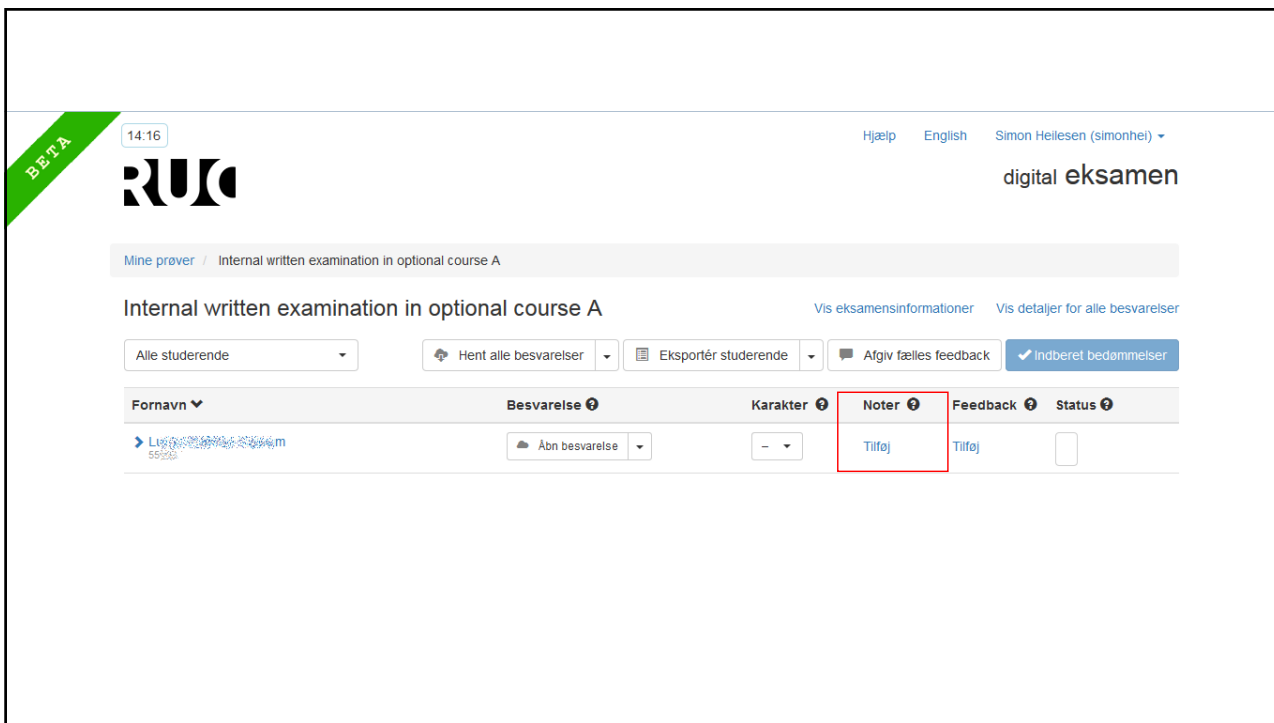 BETA
14:16
Hjælp English Simon Heilesen (simonhei)
RUC
digital eksamen
Mine prøver / Internal written examination in optional course A
Internal written examination in optional course A
Vis eksamensinformationer Vis detaljer for alle besvarelser
Alle studerende Hent alle besvarelser Eksportér studerende Afgiv fælles feedback Indberet bedømmelser
Fornavn Besvarelse Karakter Noter Feedback Status
Åbn besvarelse – Tilføj Tilføj